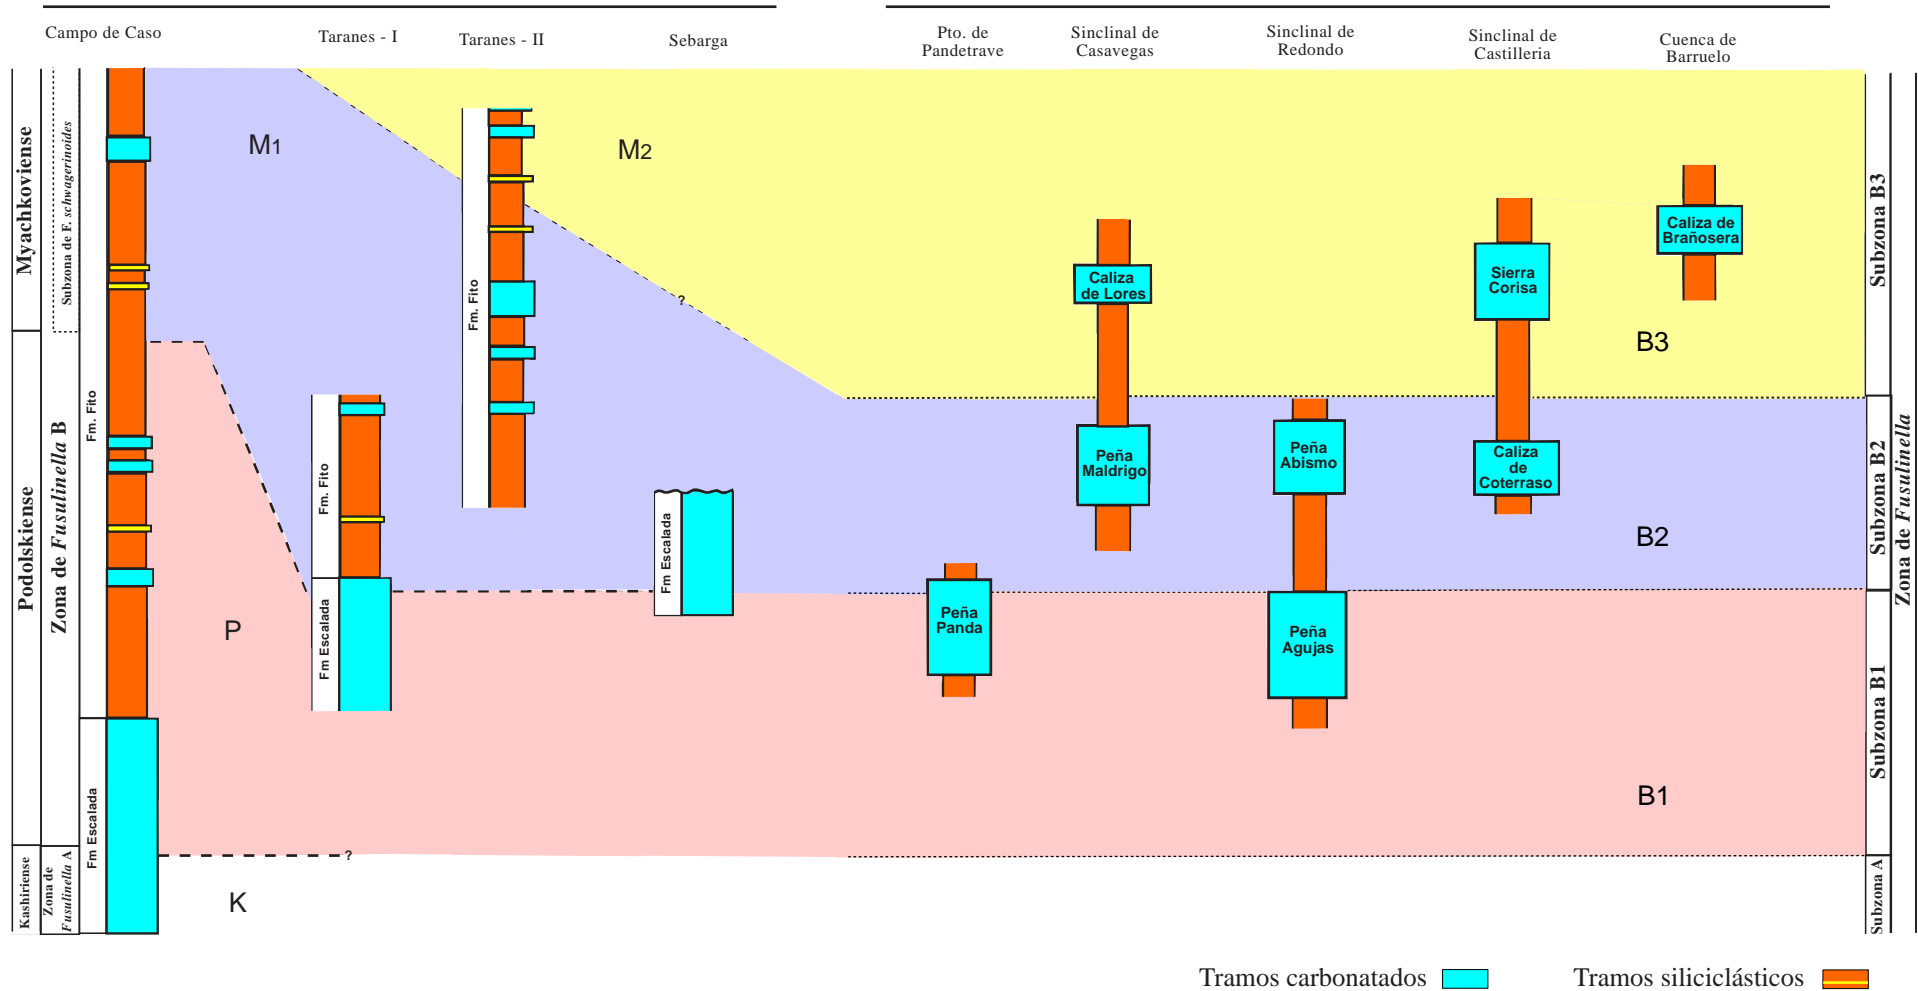 Campo de Caso
Taranes - I
Taranes - II
Sebarga
Pto. de
Pandetrave
Sinclinal de
Casavegas
Sinclinal de
Redondo
Sinclinal de
Castilleria
Cuenca de
Barruelo
Myachkoviense
Podolskiense
Kashiriense
Subzona de F. schwagerinoides
Zona de Fusulinella B
Zona de
Fusulinella A
Fm. Fito
Fm Escalada
M1
P
K
?
Fm. Fito
Fm Escalada
Fm. Fito
M2
?
Fm Escalada
Peña
Panda
Caliza
de Lores
Peña
Maldrigo
Peña
Abismo
Peña
Agujas
Sierra
Corisa
Caliza
de
Coterraso
Caliza de
Brañosera
B3
B2
B1
Subzona B3
Subzona B2
Subzona B1
Subzona A
Zona de Fusulinella
Tramos carbonatados
Tramos siliciclásticos